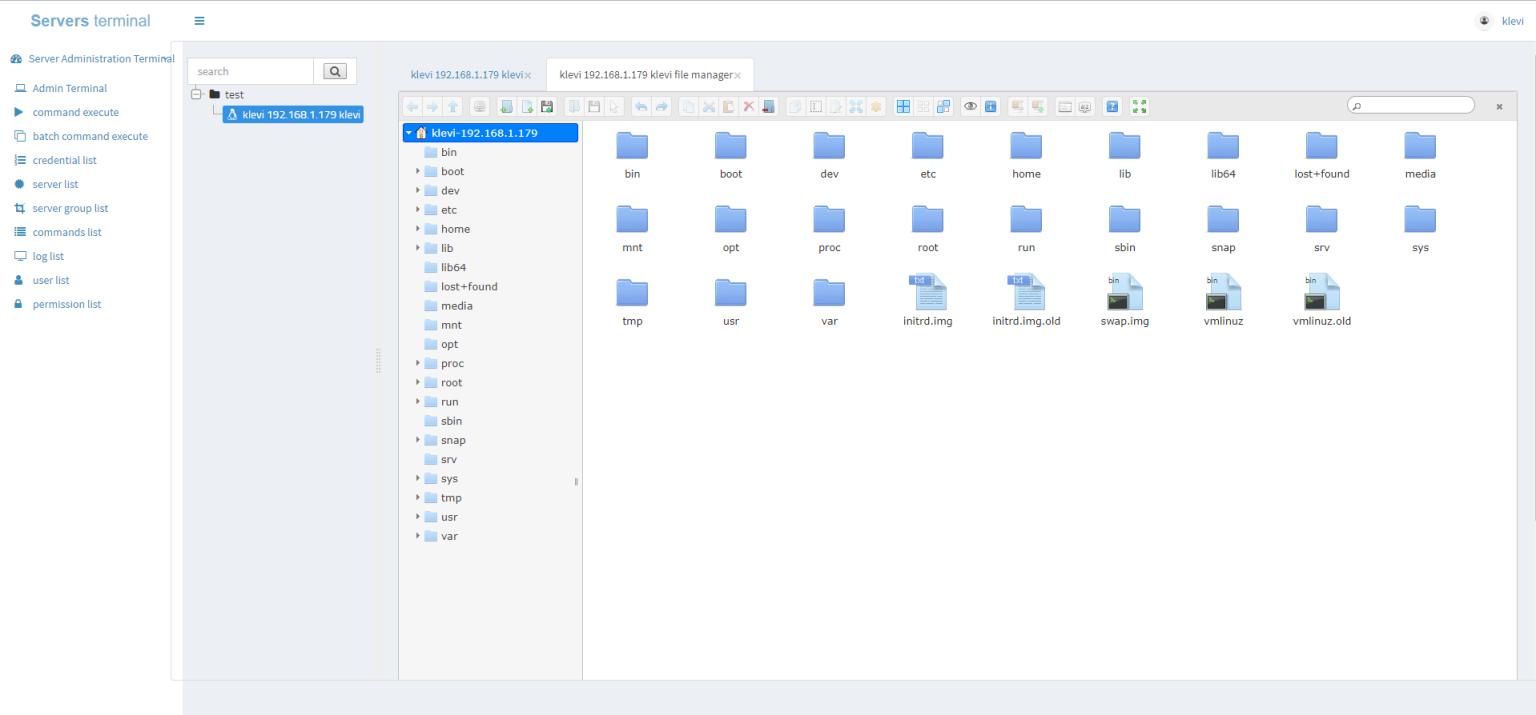 Servers terminal
klevi
Server Administration Terminal
Admin Terminal
command execute
batch command execute
credential list
server list
server group list
commands list
log list
user list
permission list
search
test
klevi 192.168.1.179 klevi
klevi 192.168.1.179 klevi×
klevi 192.168.1.179 klevi file manager×
klevi-192.168.1.179
bin
boot
dev
etc
home
lib
lib64
lost+found
media
mnt
opt
proc
root
run
sbin
snap
srv
sys
tmp
usr
var
bin boot dev etc home lib lib64 lost+found media
mnt opt proc root run sbin snap srv sys
txt txt bin bin bin
tmp usr var initrd.img initrd.img.old swap.img vmlinuz vmlinuz.old